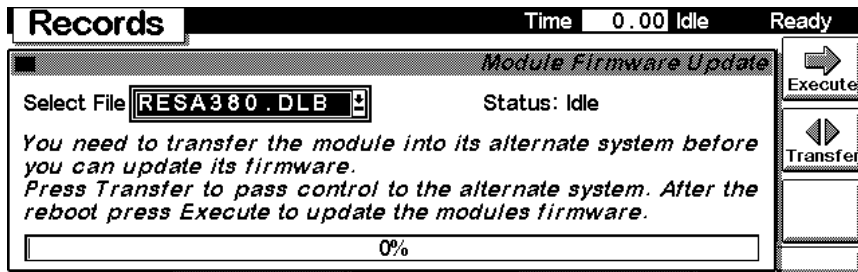 Records Time 0.00 Idle Ready
Module Firmware Update
Select File RESA380.DLB Status: Idle
Execute
You need to transfer the module into its alternate system before
you can update its firmware.
Transfer
Press Transfer to pass control to the alternate system. After the
reboot press Execute to update the modules firmware.
0%